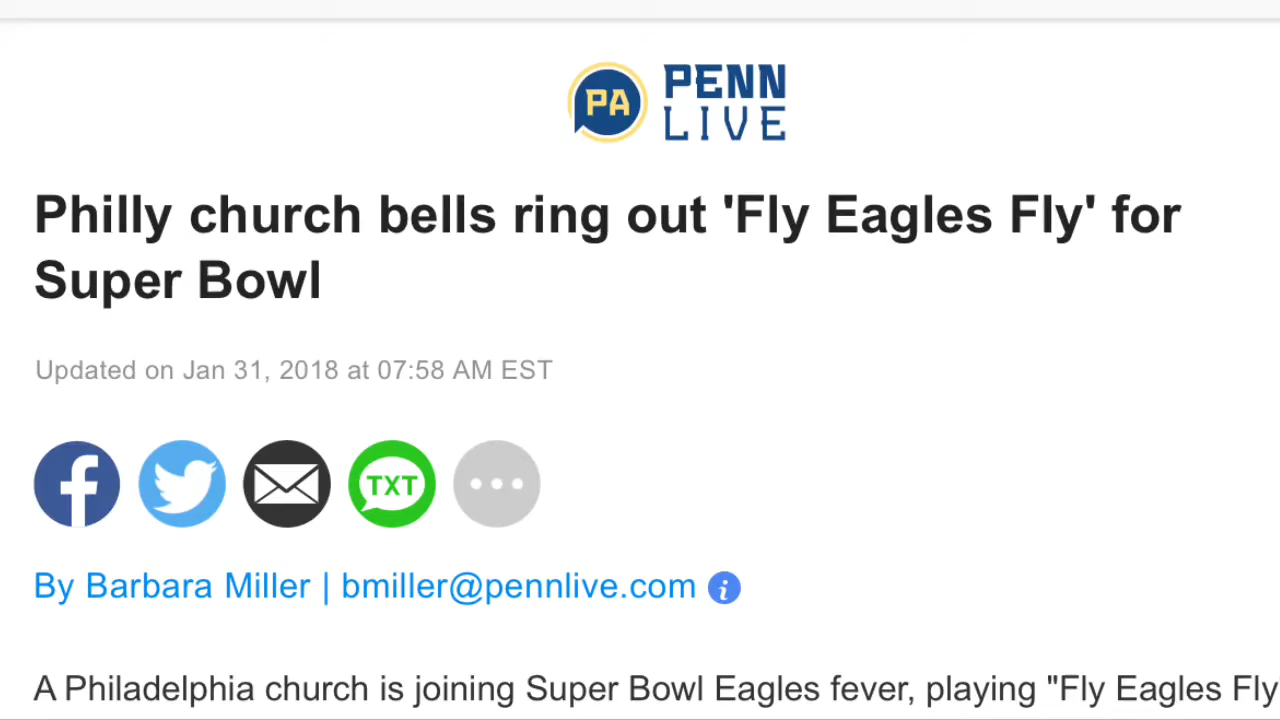 PA
PENN
LIVE
Philly church bells ring out 'Fly Eagles Fly' for
Super Bowl
Updated on Jan 31, 2018 at 07:58 AM EST
TXT
By Barbara Miller | bmiller@pennlive.com
A Philadelphia church is joining Super Bowl Eagles fever, playing "Fly Eagles Fly"